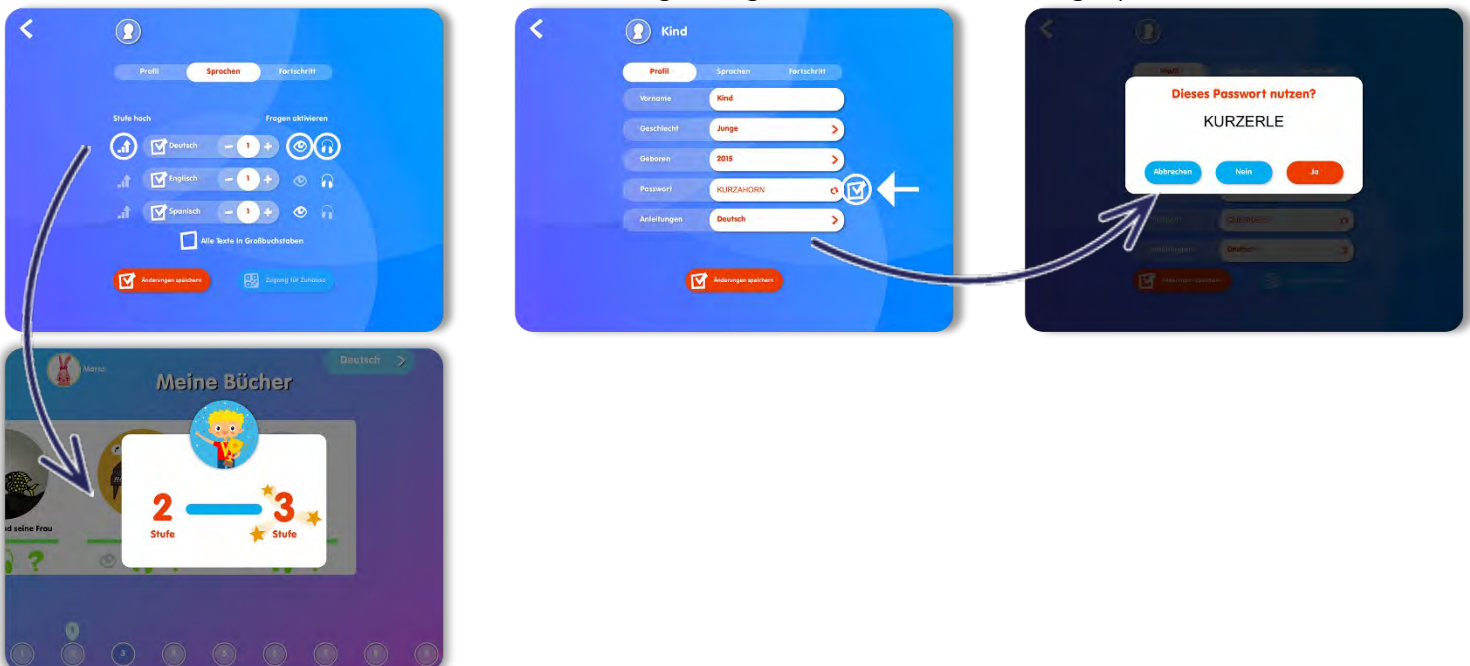 Profil Sprachen Fortschritt
Stufe hoch Fragen aktivieren
Deutsch - 1 +
Englisch - 1 +
Spanisch - 1 +
Alle Texte in Großbuchstaben
Änderungen speichern Zugang für Zuhause
Kind
Profil Sprachen Fortschritt
Vorname Kind
Geschlecht Junge
Geboren 2015
Passwort KURZAHORN
Anleitungen Deutsch
Änderungen speichern
Dieses Passwort nutzen?
KURZERLE
Abbrechen Nein Ja
Deutsch
Meine Bücher
2 3
Stufe Stufe
nd seine Frau
?
3